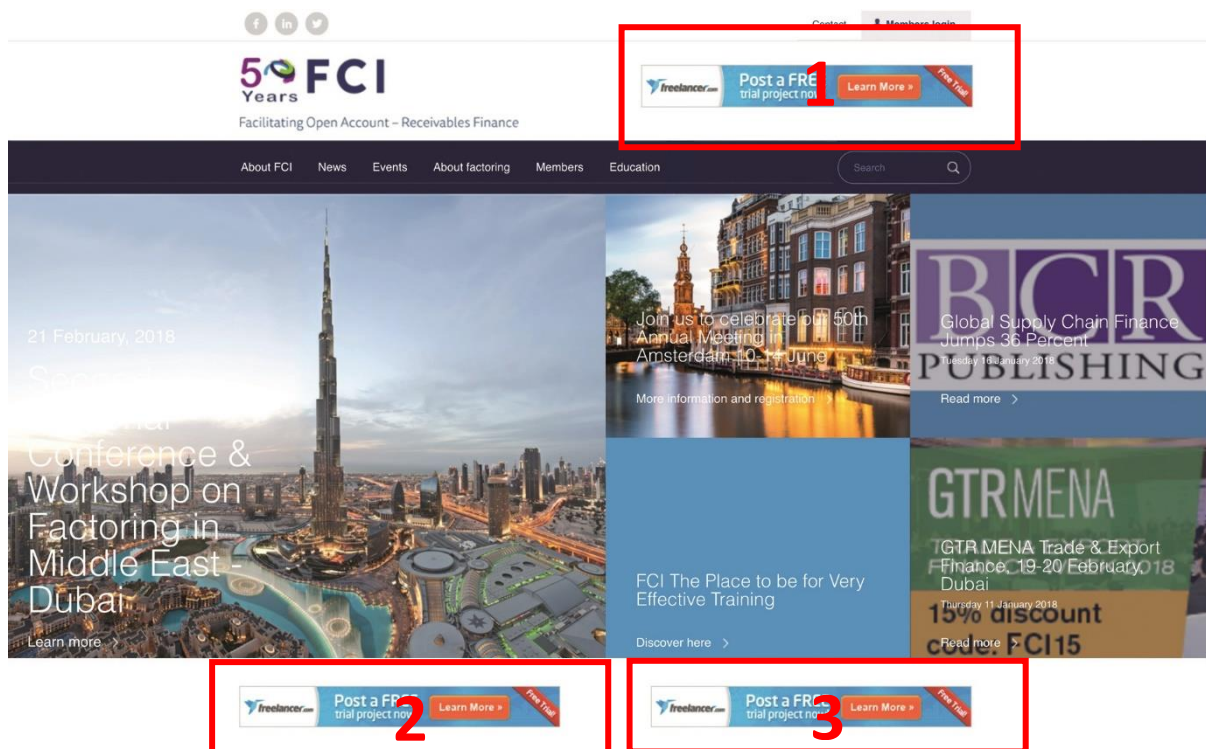 Contact
Members login
50 FCI
Years
Facilitating Open Account – Receivables Finance
freelancer.com
Post a FREE
trial project now
Learn More »
Free Trial!
1
About FCI News Events About factoring Members Education
Search
21 February, 2018
Conference &
Workshop on
Factoring in
Middle East -
Dubai
Learn more >
Join us to celebrate our 50th
Annual Meeting in
Amsterdam 10-14 June
More information and registration >
BCR
PUBLISHING
Global Supply Chain Finance
Jumps 36 Percent
Tuesday 16 January 2018
Read more >
FCI The Place to be for Very
Effective Training
Discover here >
GTR MENA
GTR MENA Trade & Export
Finance, 19-20 February,
Dubai
Thursday 11 January 2018
15% discount
code: FCI15
Read more >
freelancer.com
Post a FREE
trial project now
Learn More »
Free Trial!
2
freelancer.com
Post a FREE
trial project now
Learn More »
Free Trial!
3